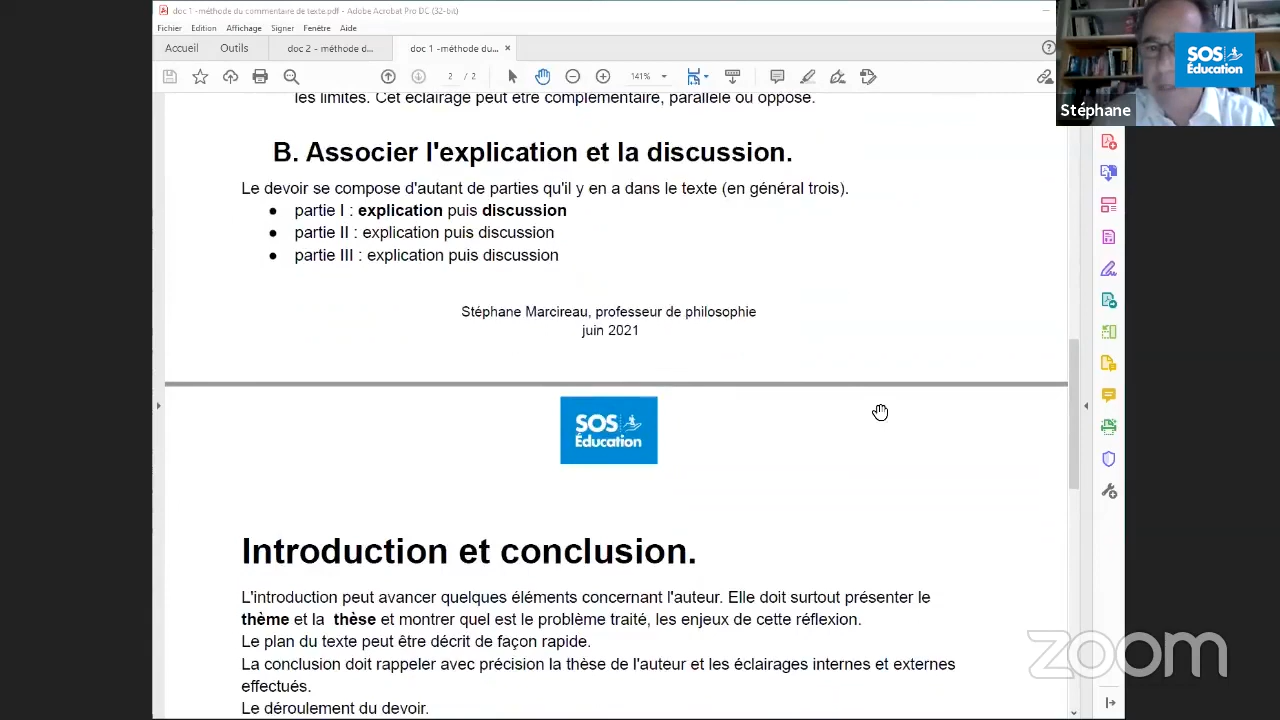 doc 1 -méthode du commentaire de texte.pdf - Adobe Acrobat Pro DC (32-bit)
Fichier Edition Affichage Signer Fenêtre Aide
Accueil Outils doc 2 - méthode d... doc 1 -méthode du... ×
2 / 2 141%
SOS
Éducation
Stéphane
les limites. Cet éclairage peut être complémentaire, parallèle ou opposé.
B. Associer l'explication et la discussion.
Le devoir se compose d'autant de parties qu'il y en a dans le texte (en général trois).
● partie I : explication puis discussion
● partie II : explication puis discussion
● partie III : explication puis discussion
Stéphane Marcireau, professeur de philosophie
juin 2021
SOS
Éducation
Introduction et conclusion.
L'introduction peut avancer quelques éléments concernant l'auteur. Elle doit surtout présenter le
thème et la thèse et montrer quel est le problème traité, les enjeux de cette réflexion.
Le plan du texte peut être décrit de façon rapide.
La conclusion doit rappeler avec précision la thèse de l'auteur et les éclairages internes et externes
effectués.
Le déroulement du devoir.
zoom